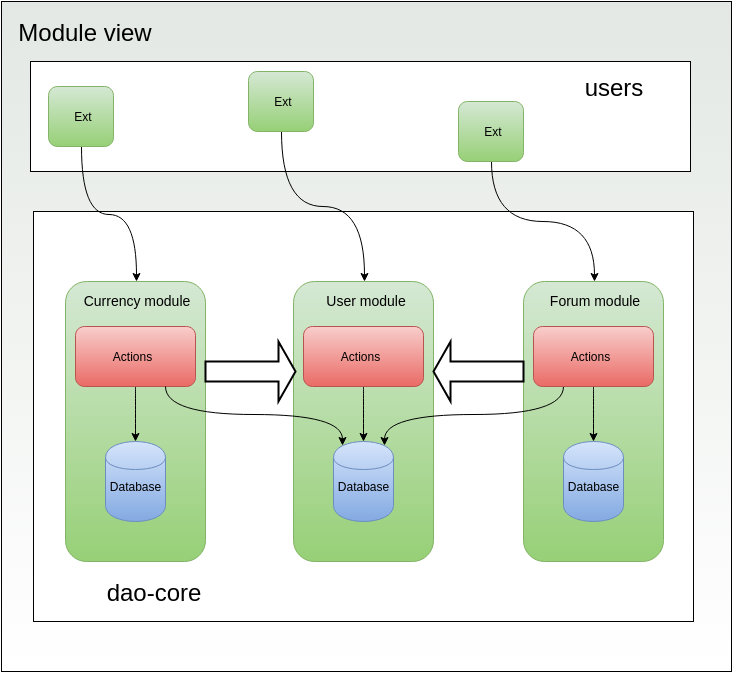 Module view
users
Ext
Ext
Ext
Currency module
User module
Forum module
Actions
Actions
Actions
Database
Database
Database
dao-core